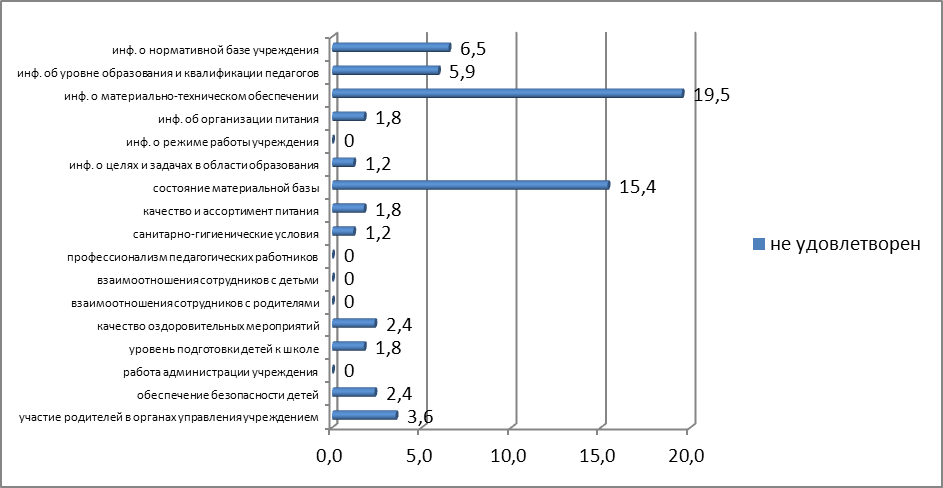 инф. о нормативной базе учреждения 6,5
инф. об уровне образования и квалификации педагогов 5,9
инф. о материально-техническом обеспечении 19,5
инф. об организации питания 1,8
инф. о режиме работы учреждения 0
инф. о целях и задачах в области образования 1,2
состояние материальной базы 15,4
качество и ассортимент питания 1,8
санитарно-гигиенические условия 1,2
профессионализм педагогических работников 0
взаимоотношения сотрудников с детьми 0
взаимоотношения сотрудников с родителями 0
качество оздоровительных мероприятий 2,4
уровень подготовки детей к школе 1,8
работа администрации учреждения 0
обеспечение безопасности детей 2,4
участие родителей в органах управления учреждением 3,6
0,0 5,0 10,0 15,0 20,0
не удовлетворен